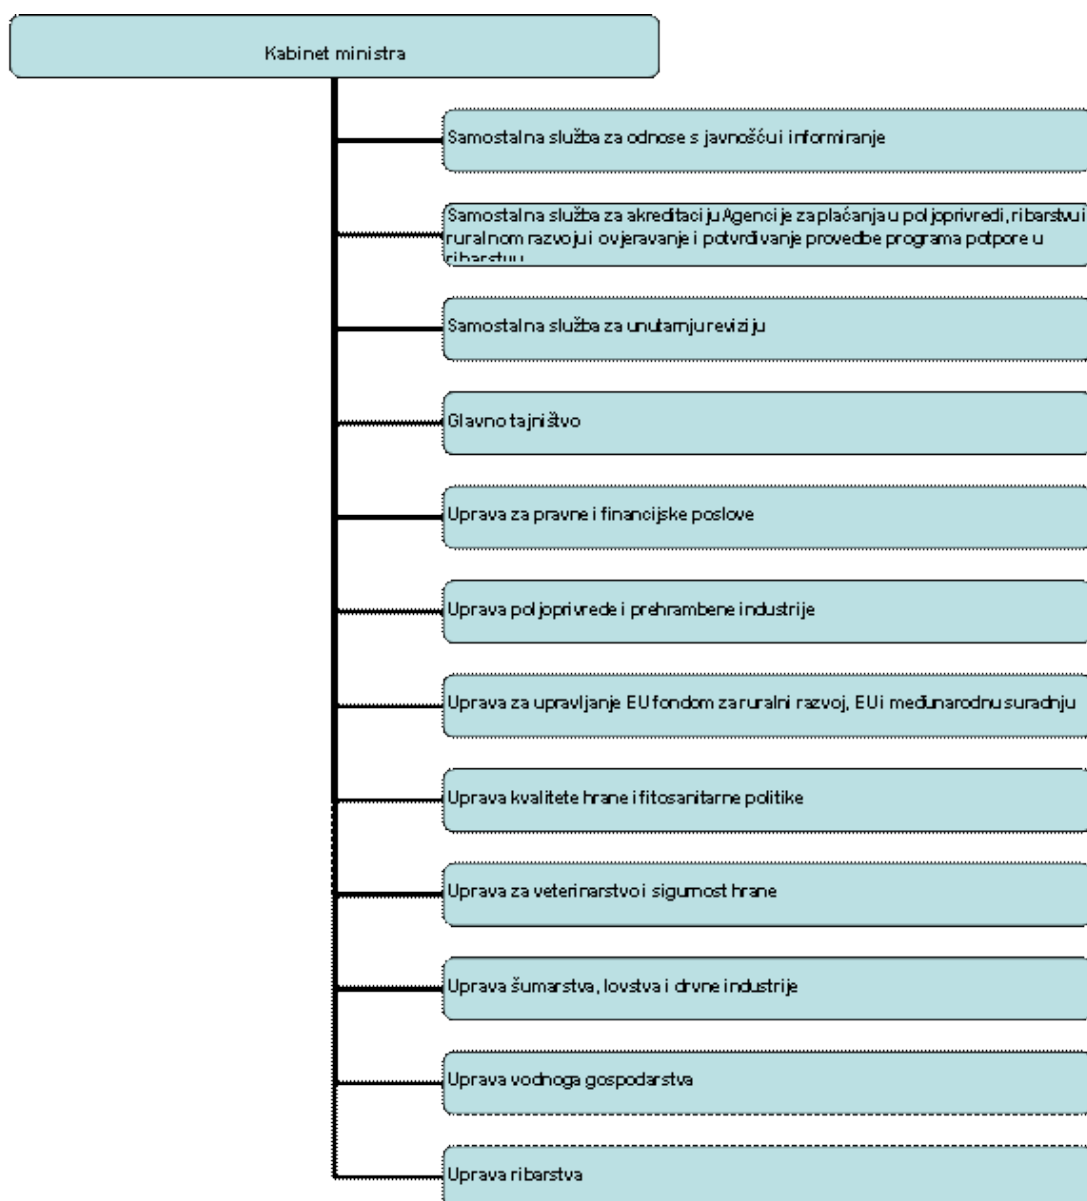 Kabinet ministra
Samostalna služba za odnose s javnošću i informiranje
Samostalna služba za akreditaciju Agencije za plaćanja u poljoprivredi, ribarstvu i
ruralnom razvoju i ovjeravanje i potvrđivanje provedbe programa potpore u
ribarstvu
Samostalna služba za unutarnju reviziju
Glavno tajništvo
Uprava za pravne i financijske poslove
Uprava poljoprivrede i prehrambene industrije
Uprava za upravljanje EU fondom za ruralni razvoj, EU i međunarodnu suradnju
Uprava kvalitete hrane i fitosanitarne politike
Uprava za veterinarstvo i sigurnost hrane
Uprava šumarstva, lovstva i drvne industrije
Uprava vodnoga gospodarstva
Uprava ribarstva